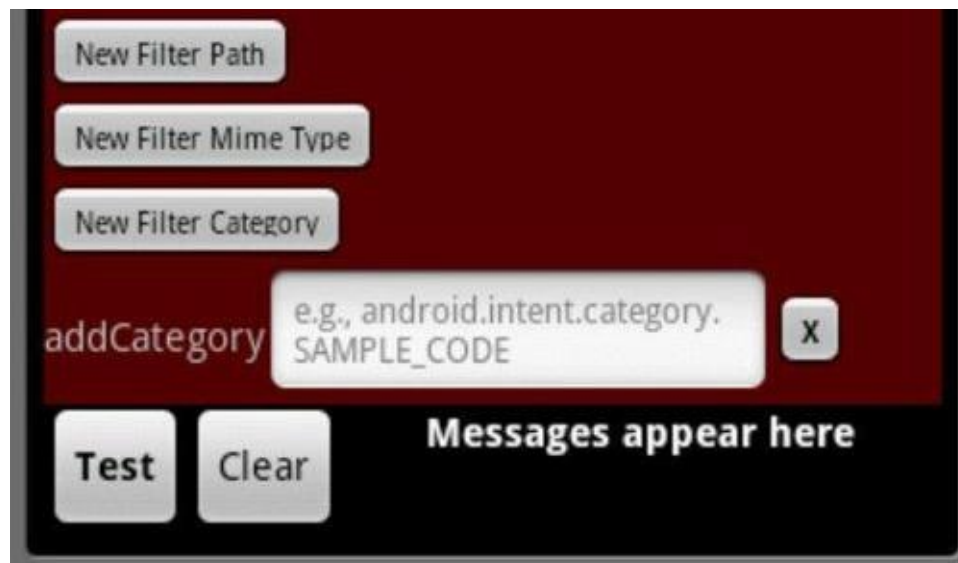 New Filter Path
New Filter Mime Type
New Filter Category
addCategory e.g., android.intent.category.
SAMPLE_CODE X
Test Clear Messages appear here